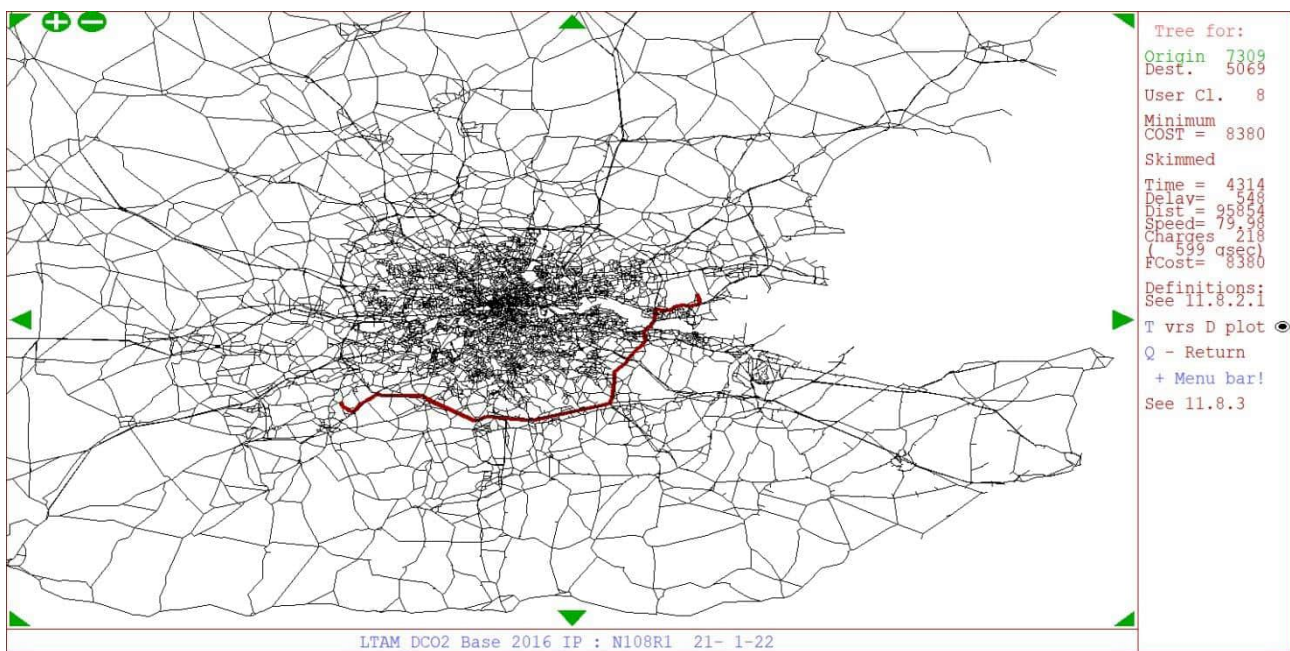 Tree for:
Origin 7309
Dest. 5069
User Cl. 8
Minimum
COST = 8380
Skimmed
Time = 4314
Delay= 548
Dist = 95854
Speed= 79.98
Charges 218
( 599 qsec)
FCost= 8380
Definitions:
See 11.8.2.1
T vrs D plot
Q - Return
+ Menu bar!
See 11.8.3
LTAM DCO2 Base 2016 IP : N108R1 21- 1-22